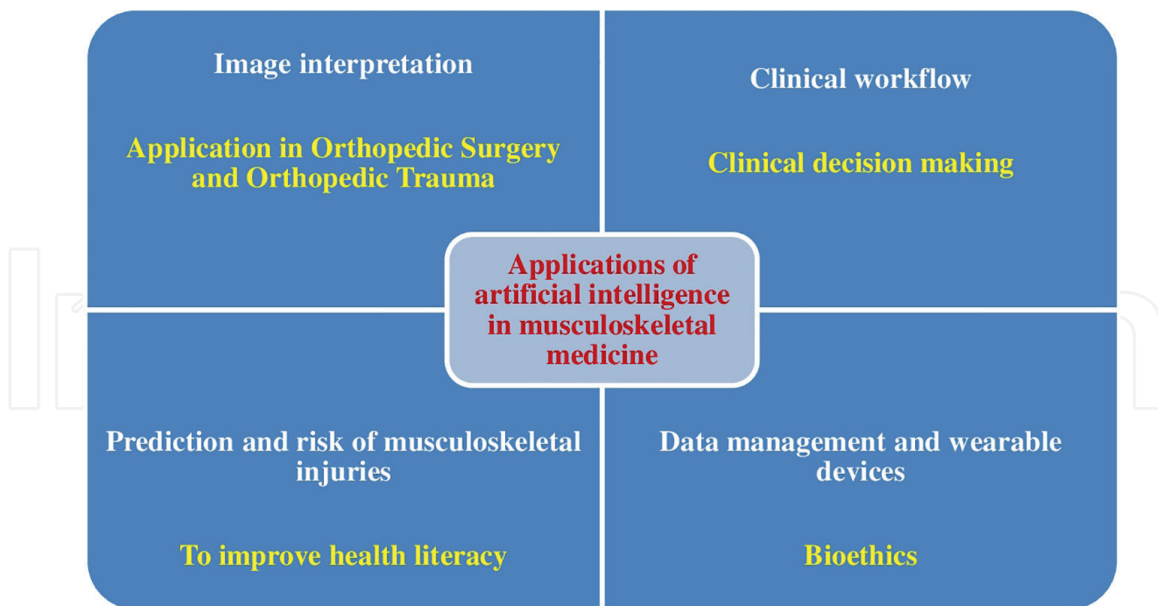 Image interpretation
Application in Orthopedic Surgery
and Orthopedic Trauma
Clinical workflow
Clinical decision making
Applications of
artificial intelligence
in musculoskeletal
medicine
Prediction and risk of musculoskeletal
injuries
To improve health literacy
Data management and wearable
devices
Bioethics